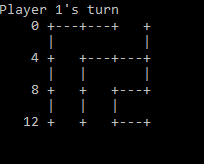 Player 1's turn
0 +---+---+   +
  |           |
4 +   +---+---+
  |   |       |
8 +   +   +---+
  |   |   |
12 +   +   +---+